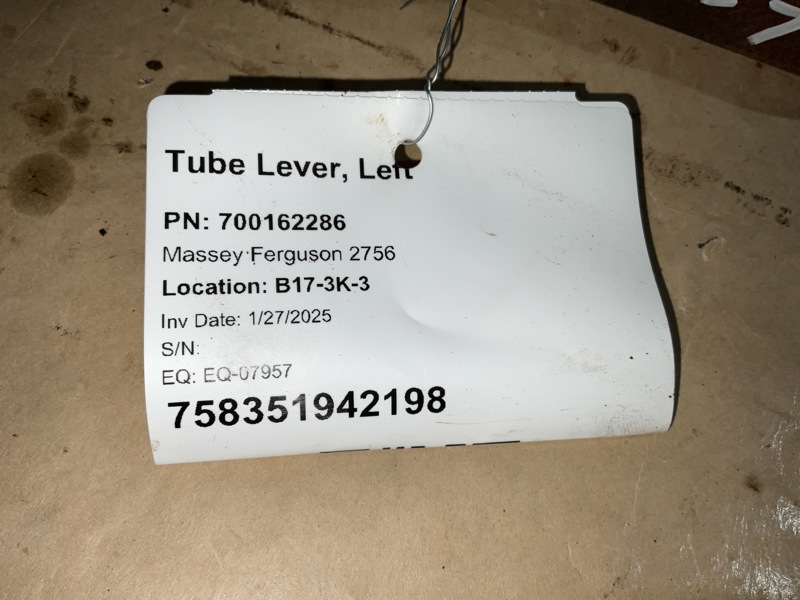 Tube Lever, Left
PN: 700162286
Massey Ferguson 2756
Location: B17-3K-3
Inv Date: 1/27/2025
S/N:
EQ: EQ-07957
758351942198